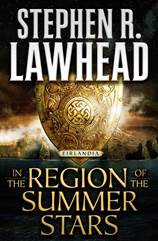 STEPHEN R.
LAWHEAD
EIRLANDIA
IN THE REGION OF THE
SUMMER
STARS